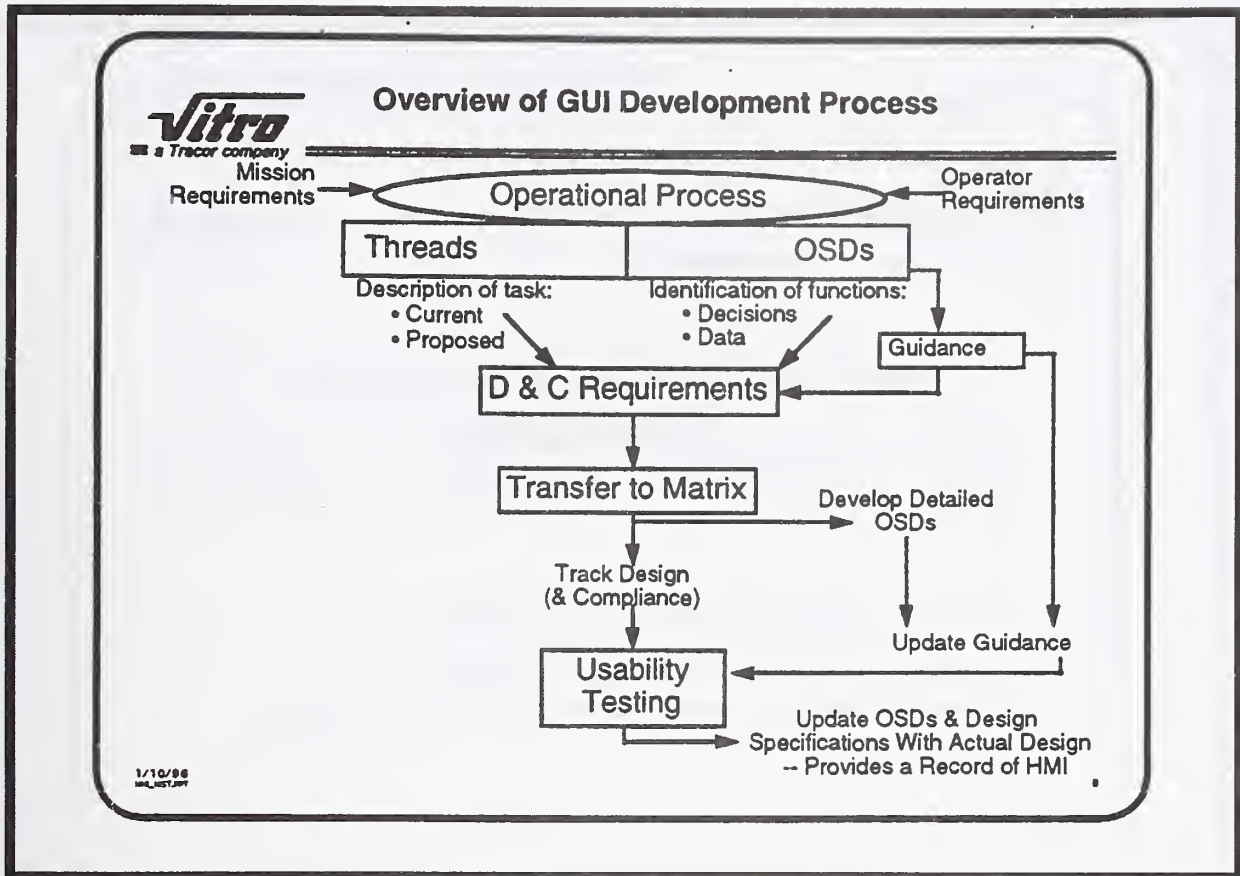 Overview of GUI Development Process
Vitro
a Tracor company
Mission
Requirements
Operational Process
Operator
Requirements
Threads
OSDs
Description of task:
• Current
• Proposed
Identification of functions:
• Decisions
• Data
Guidance
D & C Requirements
Transfer to Matrix
Develop Detailed
OSDs
Track Design
(& Compliance)
Update Guidance
Usability
Testing
Update OSDs & Design
Specifications With Actual Design
-- Provides a Record of HMI
1/10/96